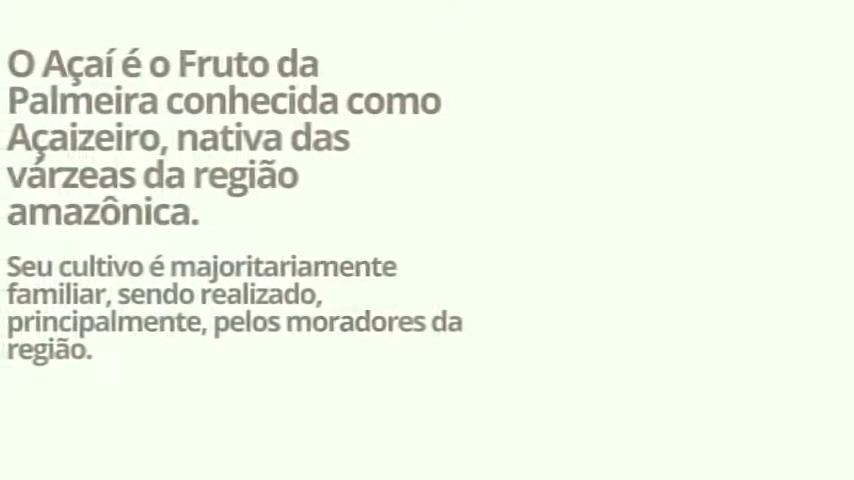 O Açaí é o Fruto da
Palmeira conhecida como
Açaizeiro, nativa das
várzeas da região
amazônica.
Seu cultivo é majoritariamente
familiar, sendo realizado,
principalmente, pelos moradores da
região.